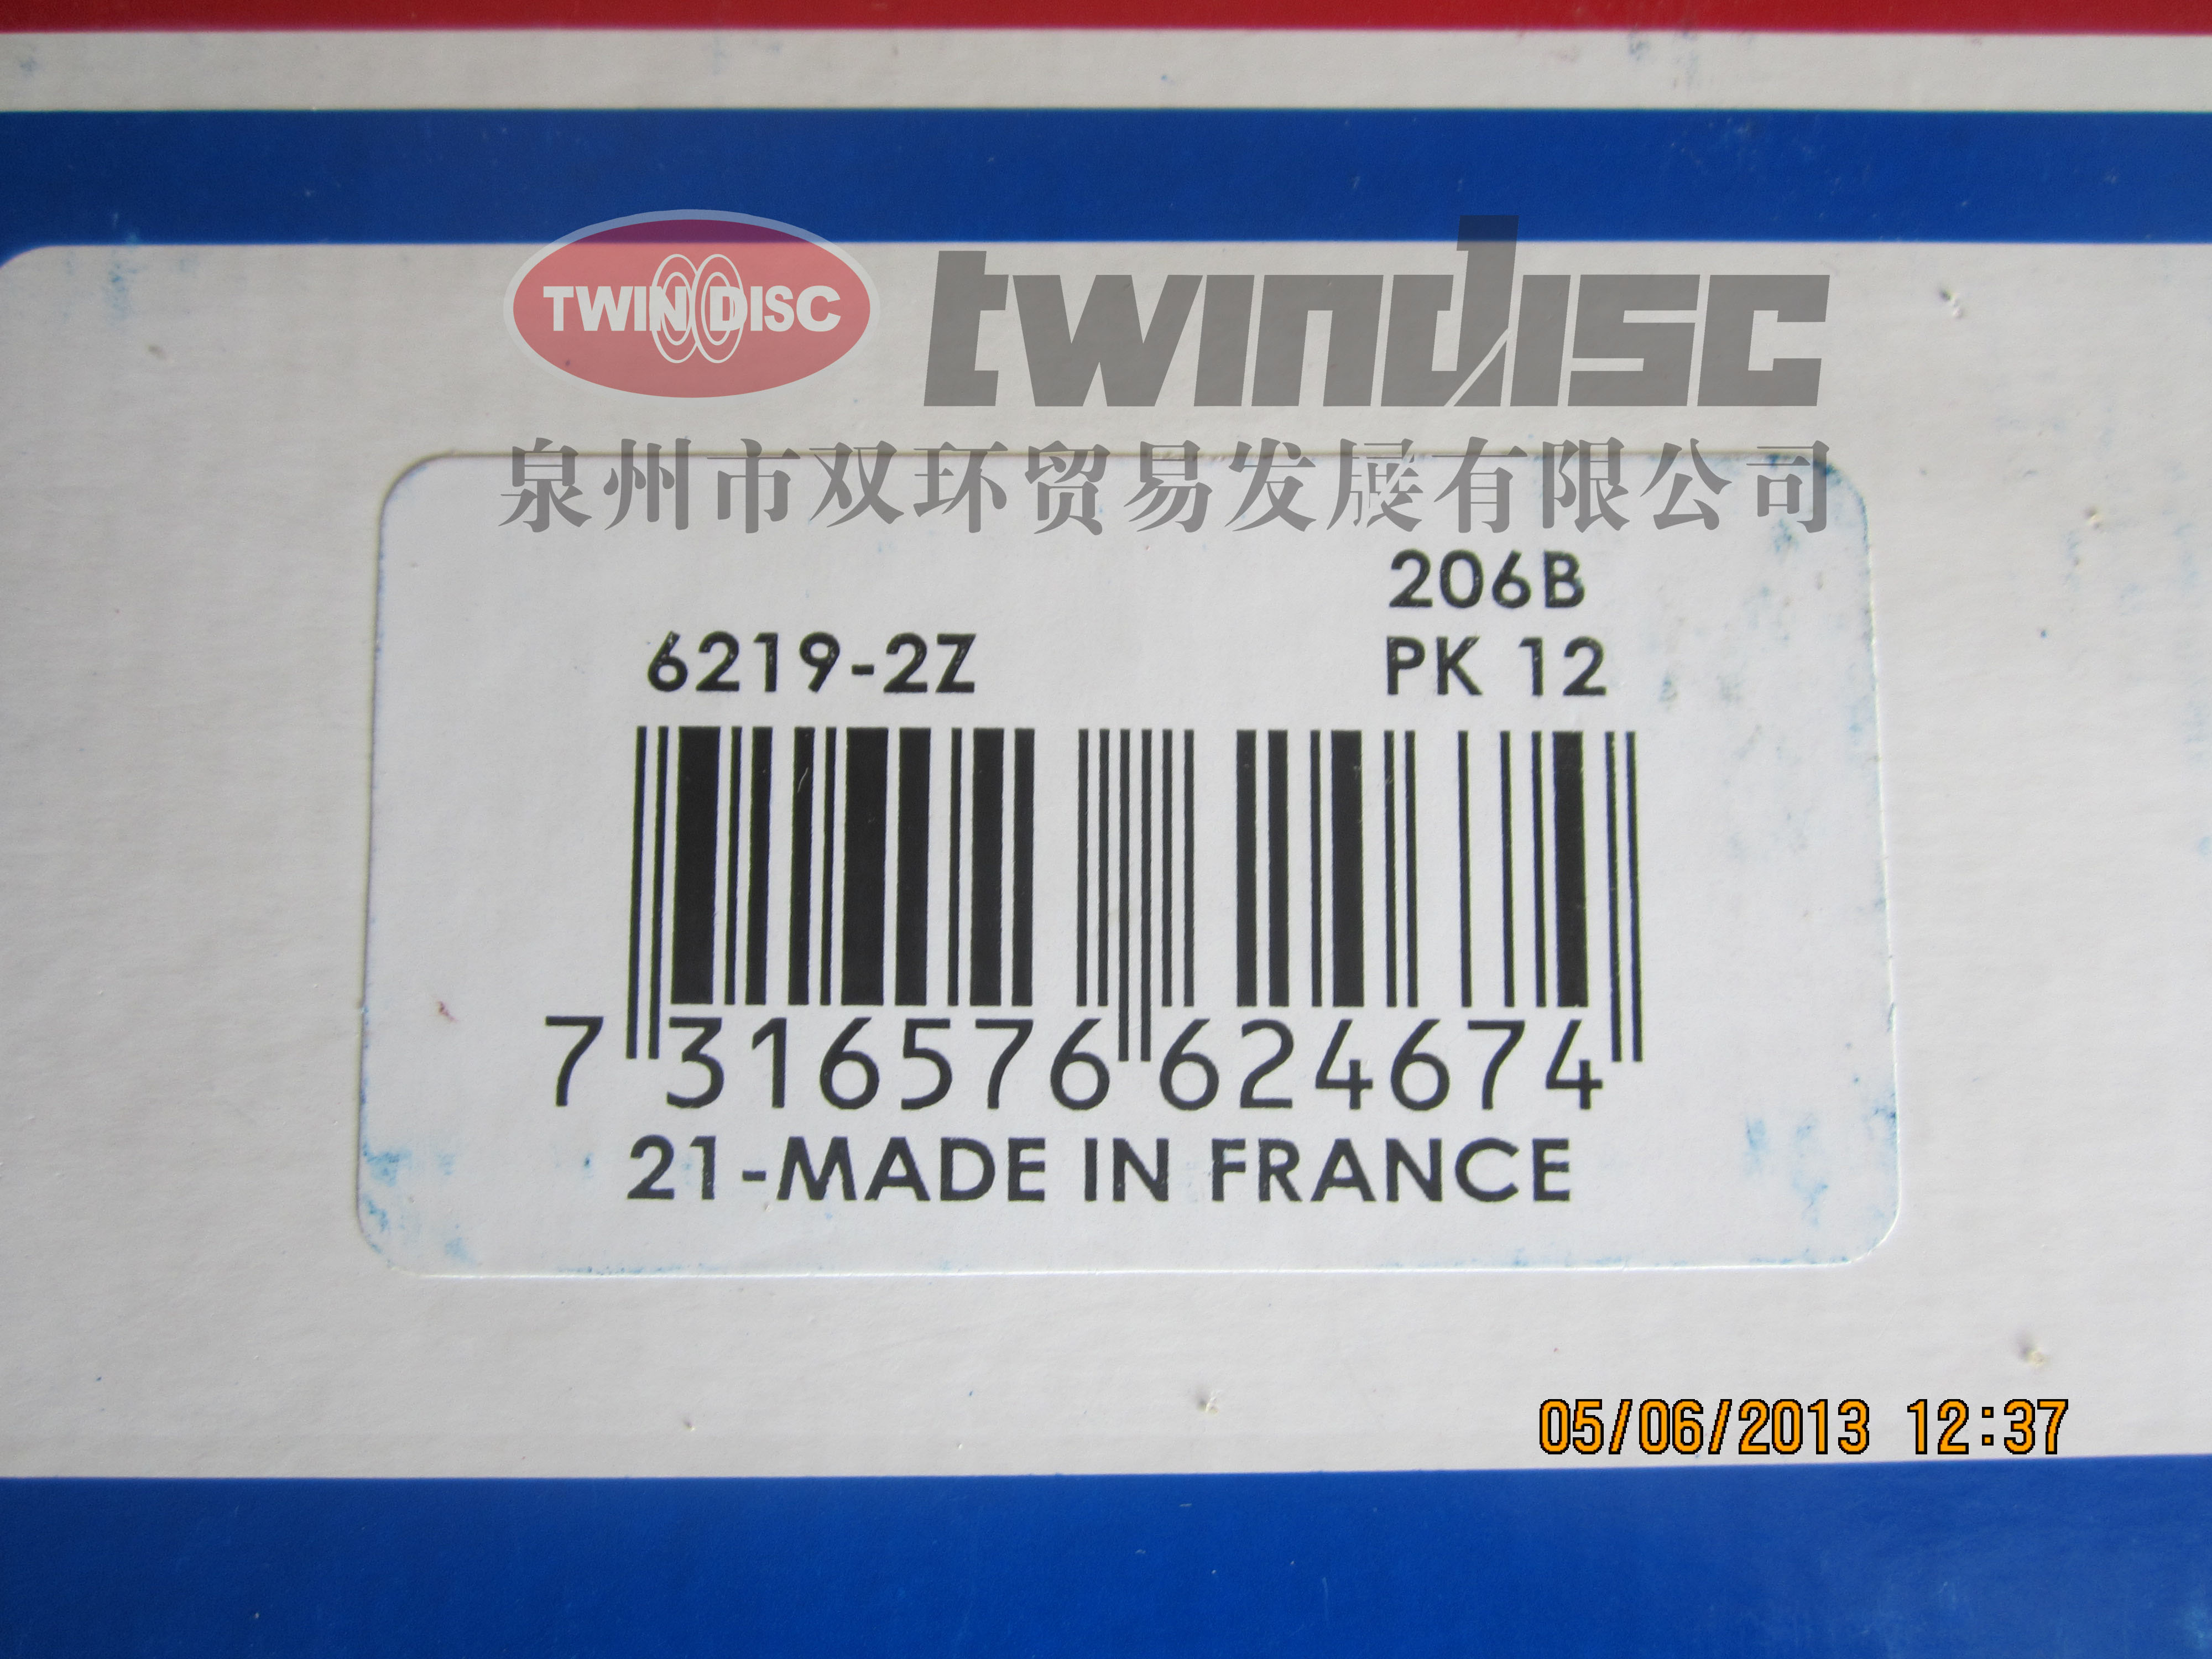 TWIN DISC
twindisc
泉州市双环贸易发展有限公司
206B
6219-2Z
PK 12
7 316576 624674
21-MADE IN FRANCE
05/06/2013 12:37